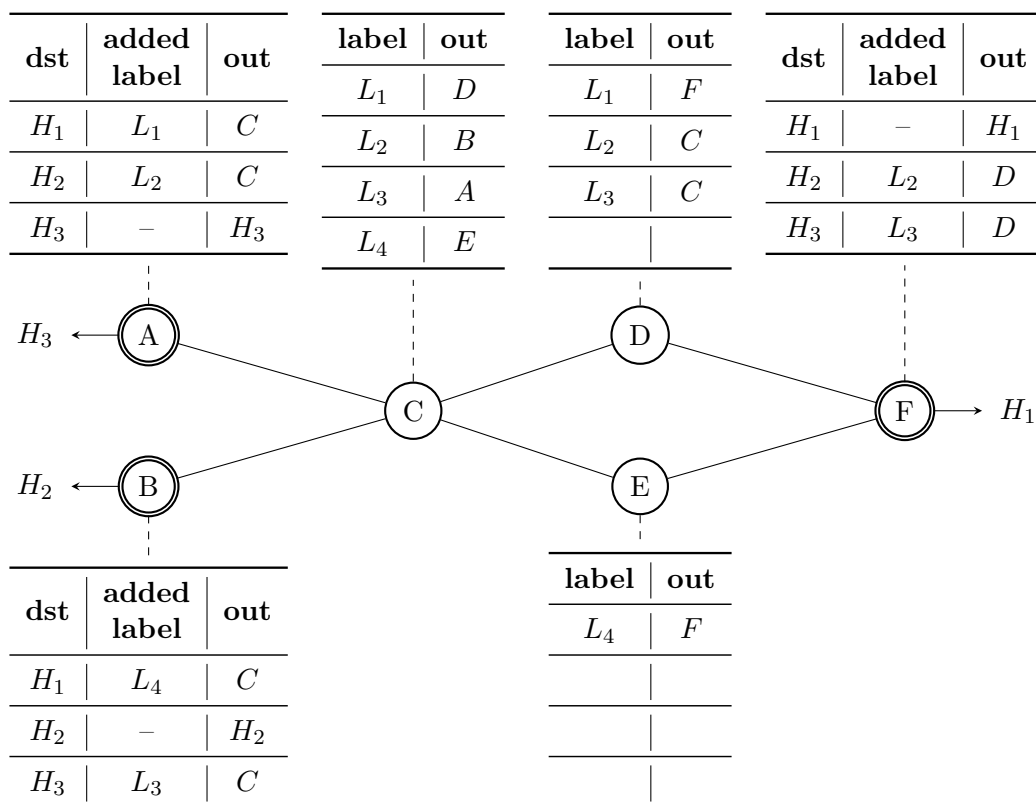 dst | added label | out
H₁ | L₁ | C
H₂ | L₂ | C
H₃ | – | H₃
label | out
L₁ | D
L₂ | B
L₃ | A
L₄ | E
label | out
L₁ | F
L₂ | C
L₃ | C
dst | added label | out
H₁ | – | H₁
H₂ | L₂ | D
H₃ | L₃ | D
H₃ A D
C F H₁
H₂ B E
dst | added label | out
H₁ | L₄ | C
H₂ | – | H₂
H₃ | L₃ | C
label | out
L₄ | F